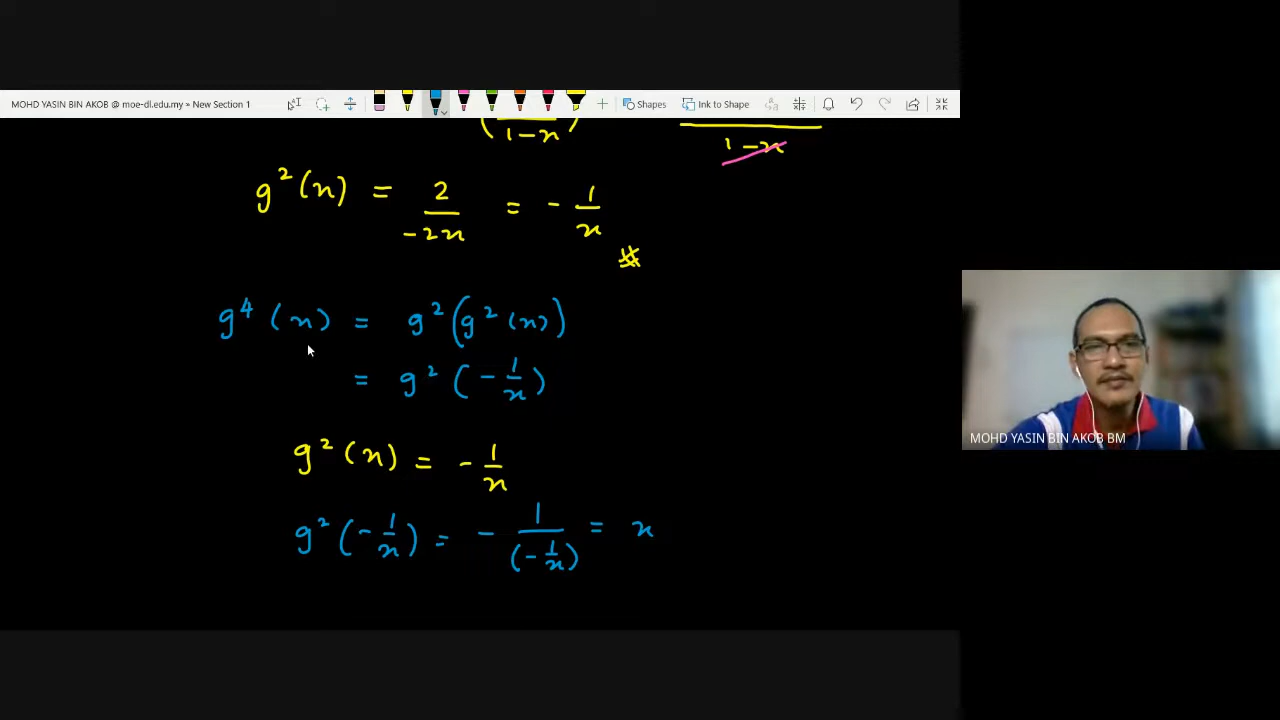 MOHD YASIN BIN AKOB @ moe-dl.edu.my » New Section 1
Shapes
Ink to Shape
(1-x)
1-x
g²(x) = 2/-2x = -1/x
g⁴(x) = g²(g²(x))
= g²(-1/x)
g²(x) = -1/x
g²(-1/x) = -1/(-1/x) = x
MOHD YASIN BIN AKOB BM